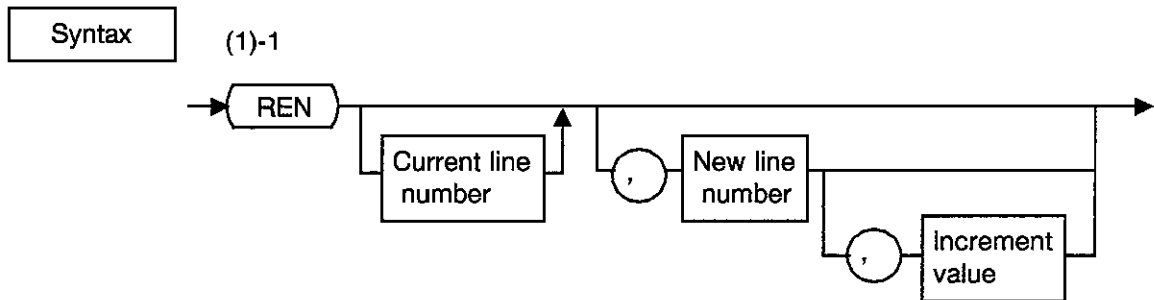 Syntax
(1)-1
REN
Current line
number
,
New line
number
,
Increment
value